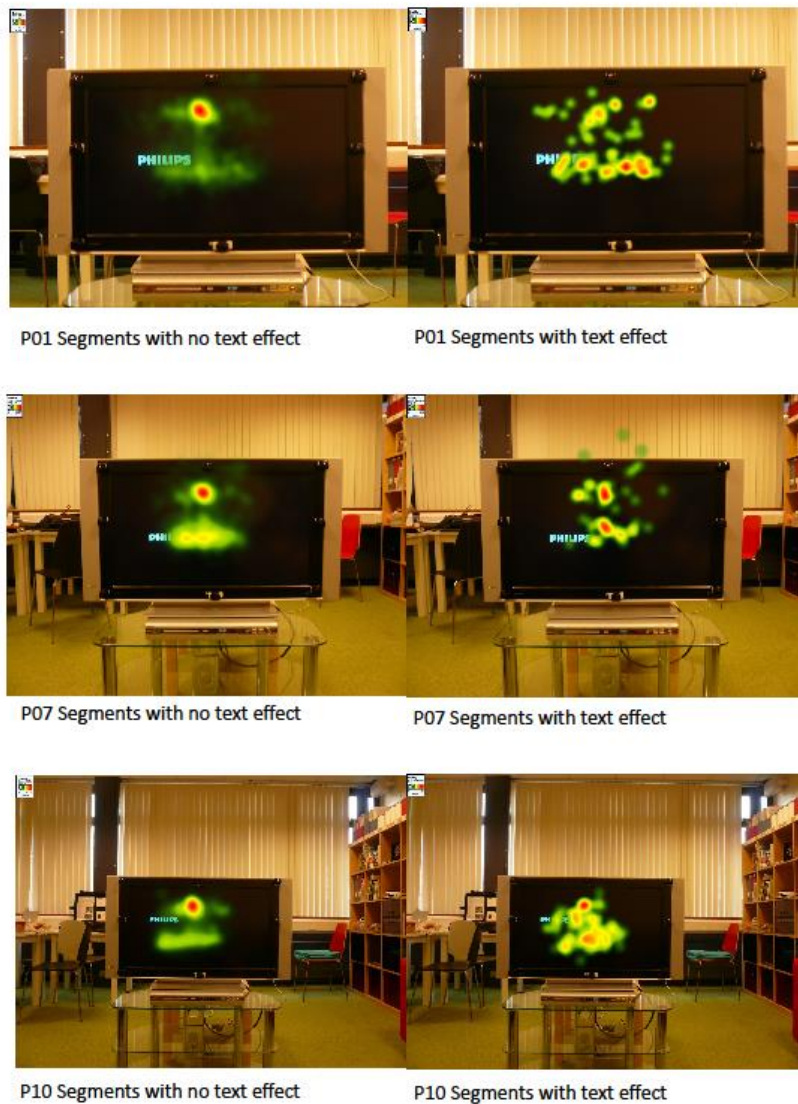 PHILIPS
PHILIPS
P01 Segments with no text effect
P01 Segments with text effect
PHILIPS
PHILIPS
P07 Segments with no text effect
P07 Segments with text effect
PHILIPS
PHILIPS
P10 Segments with no text effect
P10 Segments with text effect